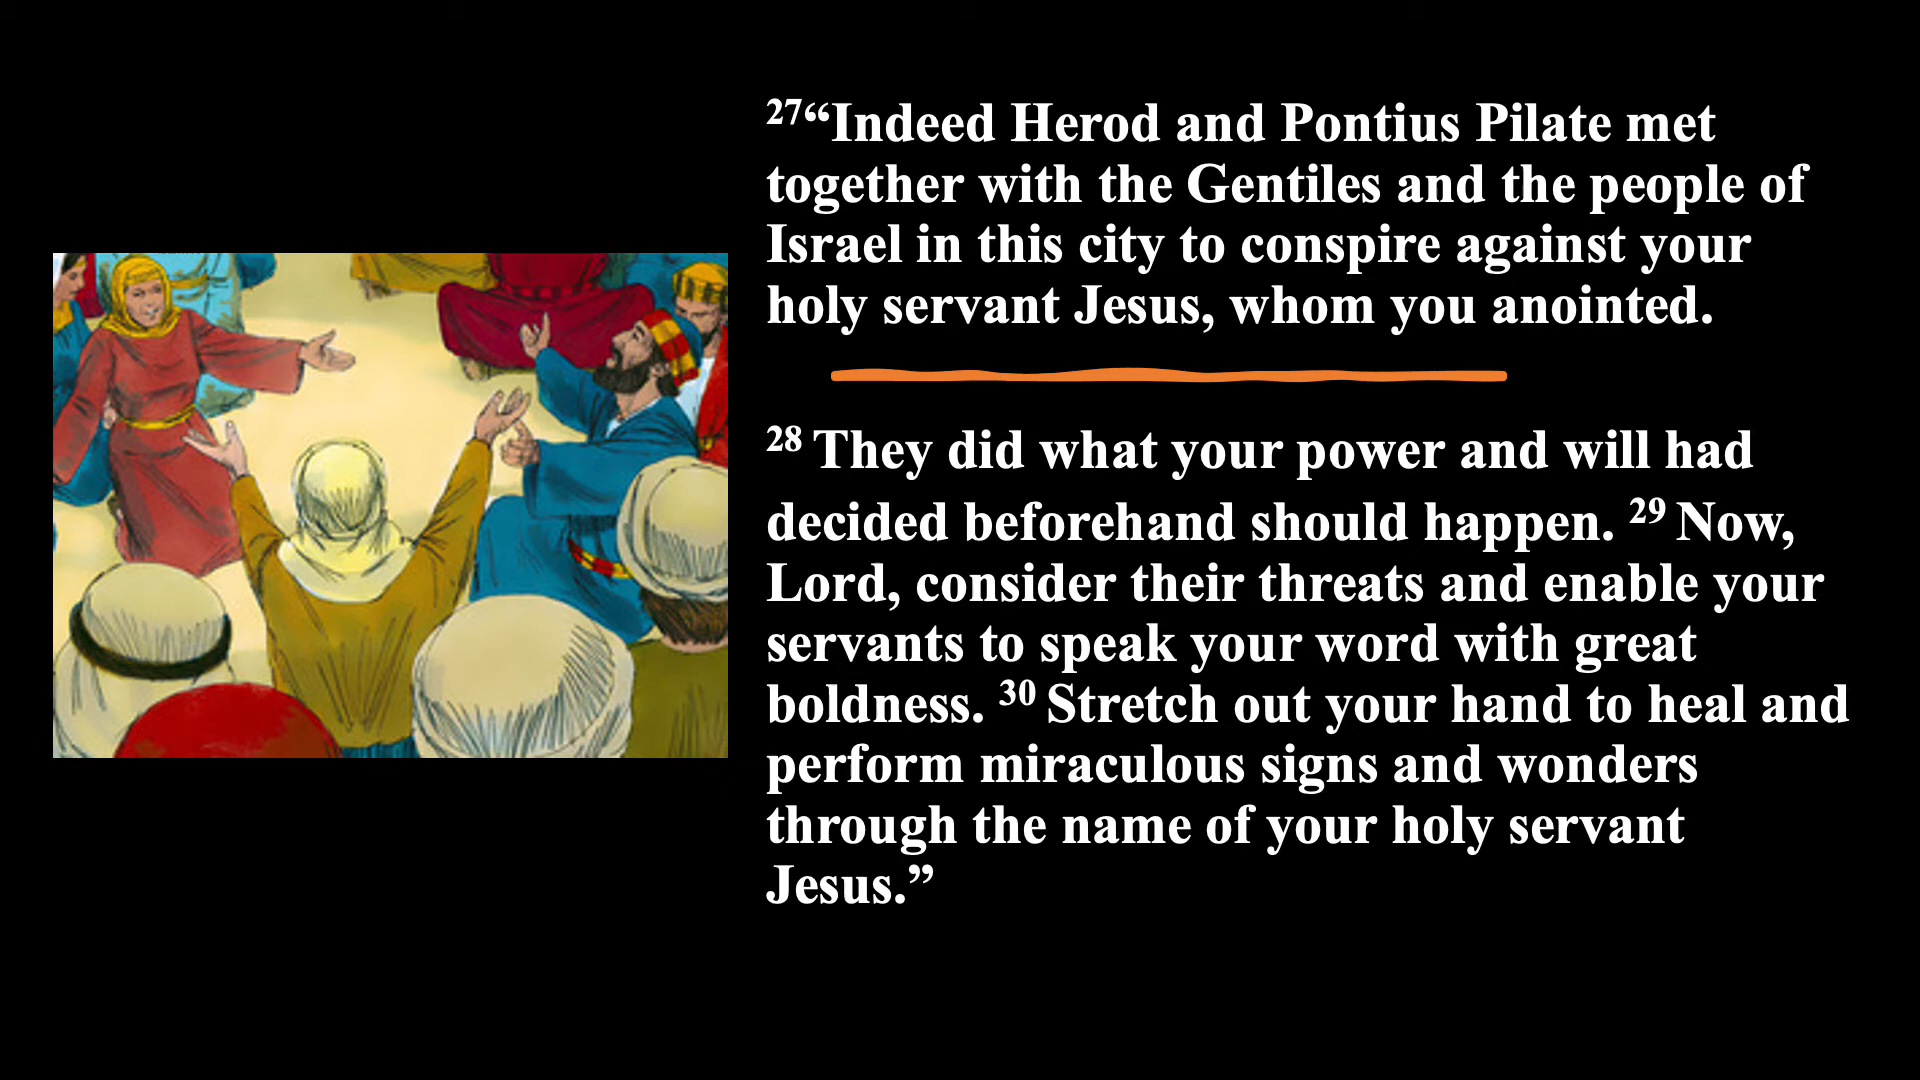 27“Indeed Herod and Pontius Pilate met
together with the Gentiles and the people of
Israel in this city to conspire against your
holy servant Jesus, whom you anointed.
28 They did what your power and will had
decided beforehand should happen. 29 Now,
Lord, consider their threats and enable your
servants to speak your word with great
boldness. 30 Stretch out your hand to heal and
perform miraculous signs and wonders
through the name of your holy servant
Jesus.”